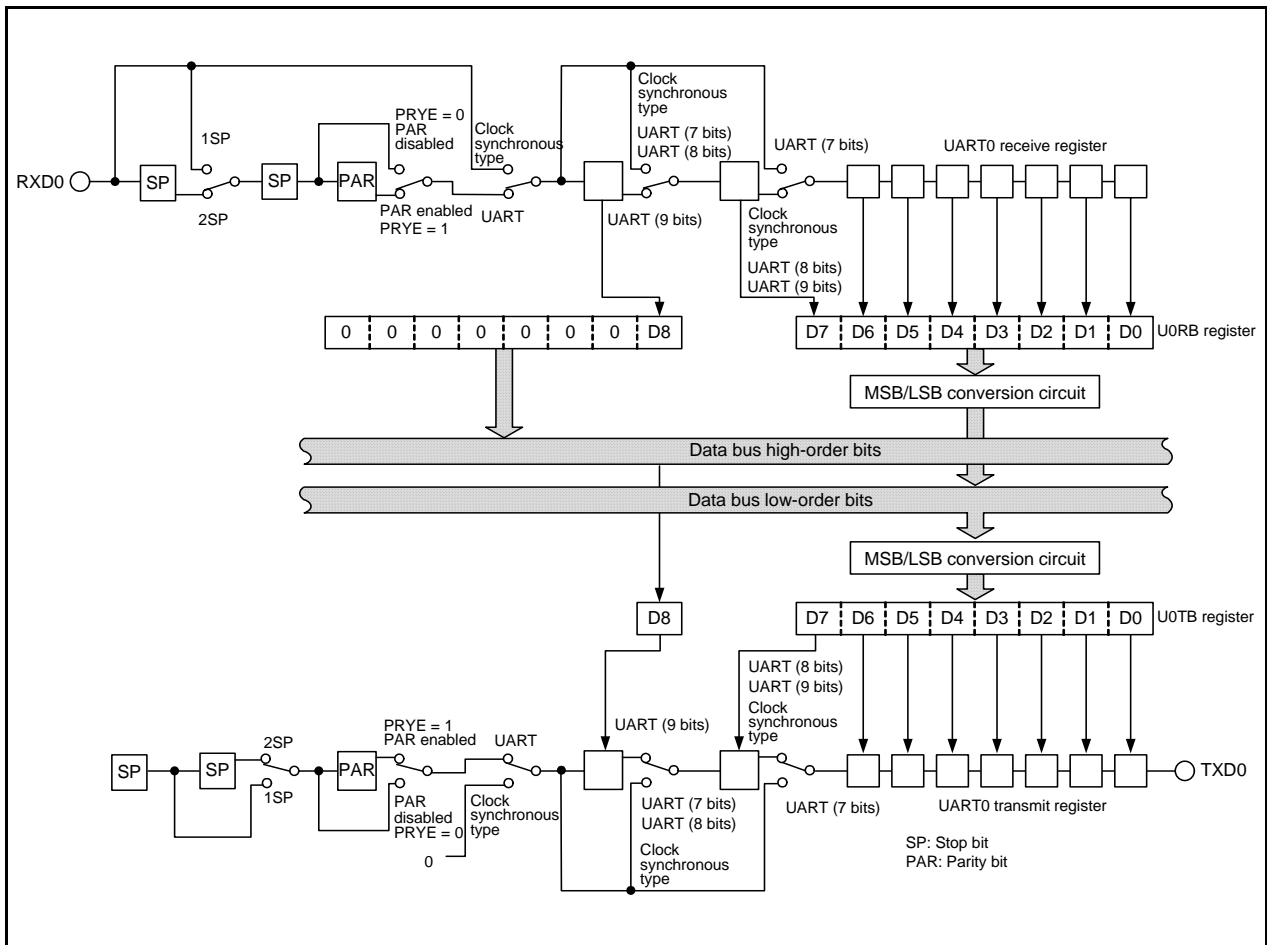 Clock
synchronous
type
PRYE = 0
PAR
disabled
Clock
synchronous
type
1SP
UART (7 bits)
UART (8 bits)
UART (7 bits)
UART0 receive register
RXD0
SP
SP
PAR
2SP
PAR enabled
PRYE = 1
UART
UART (9 bits)
Clock
synchronous
type
UART (8 bits)
UART (9 bits)
0 0 0 0 0 0 0 D8
D7 D6 D5 D4 D3 D2 D1 D0
U0RB register
MSB/LSB conversion circuit
Data bus high-order bits
Data bus low-order bits
MSB/LSB conversion circuit
D8
D7 D6 D5 D4 D3 D2 D1 D0
U0TB register
UART (8 bits)
UART (9 bits)
Clock
synchronous
type
PRYE = 1
PAR enabled
UART
UART (9 bits)
2SP
SP
SP
PAR
TXD0
1SP
PAR
disabled
PRYE = 0
Clock
synchronous
type
0
UART (7 bits)
UART (8 bits)
Clock
synchronous
type
UART (7 bits)
UART0 transmit register
SP: Stop bit
PAR: Parity bit